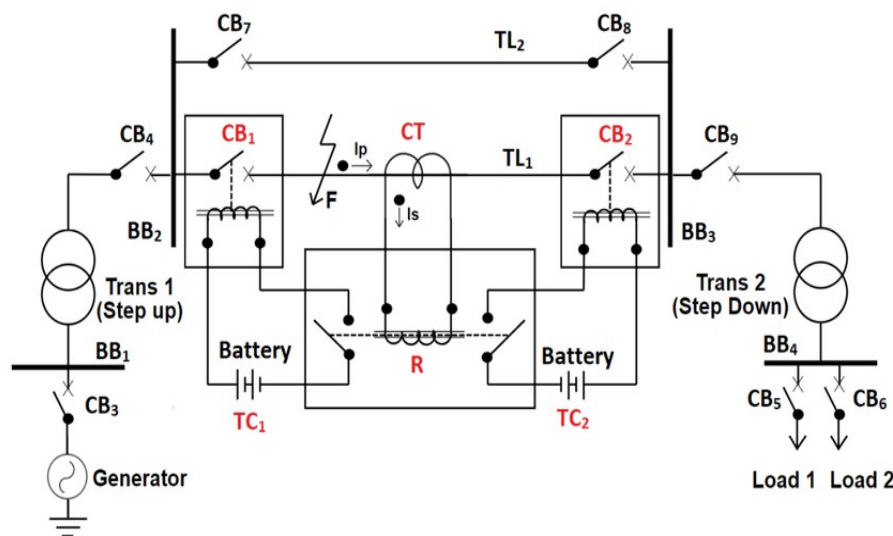 CB7
TL2
CB8
CB4
CB1
CT
CB2
CB9
Ip
TL1
F
Is
BB2
BB3
Trans 1
(Step up)
Trans 2
(Step Down)
BB1
Battery
R
Battery
BB4
CB3
TC1
TC2
CB5
CB6
Generator
Load 1
Load 2